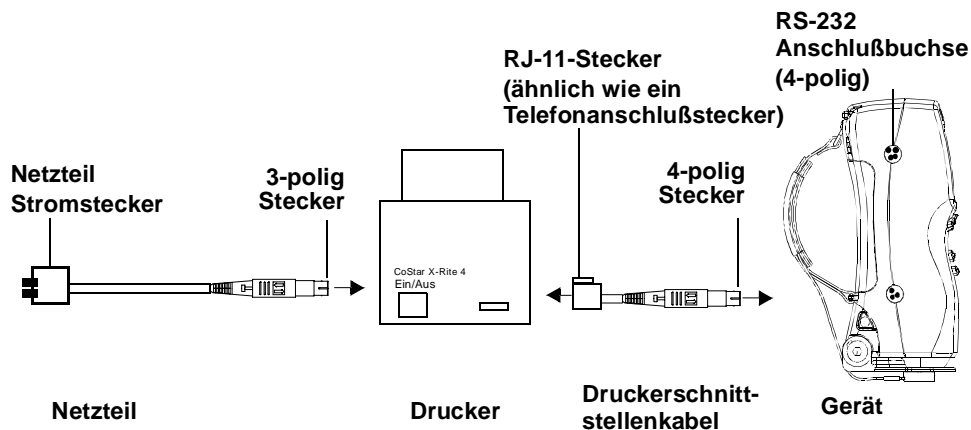 RS-232
Anschlußbuchse
(4-polig)
RJ-11-Stecker
(ähnlich wie ein
Telefonanschlußstecker)
Netzteil
Stromstecker
3-polig
Stecker
4-polig
Stecker
CoStar X-Rite 4
Ein/Aus
Netzteil
Drucker
Druckerschnitt-
stellenkabel
Gerät